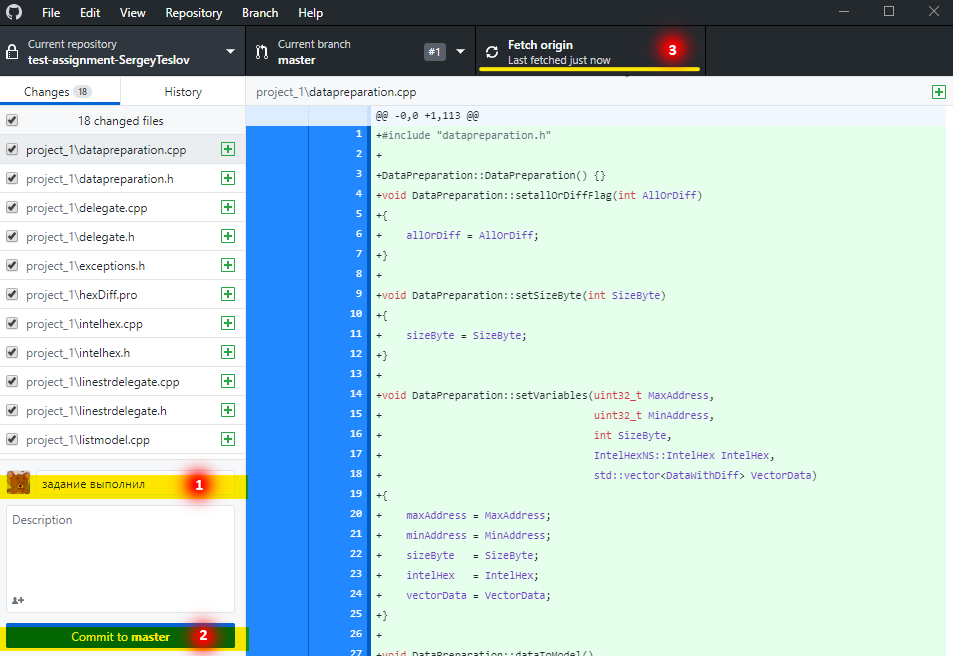 File Edit View Repository Branch Help
Current repository
test-assignment-SergeyTeslov
Current branch
master
#1
Fetch origin
Last fetched just now
3
Changes 18
History
project_1\datapreparation.cpp
18 changed files
project_1\datapreparation.cpp
project_1\datapreparation.h
project_1\delegate.cpp
project_1\delegate.h
project_1\exceptions.h
project_1\hexDiff.pro
project_1\intelhex.cpp
project_1\intelhex.h
project_1\linestrdelegate.cpp
project_1\linestrdelegate.h
project_1\listmodel.cpp
задание выполнил 1
Description
Commit to master 2
@@ -0,0 +1,113 @@
1 +#include "datapreparation.h"
2 +
3 +DataPreparation::DataPreparation() {}
4 +void DataPreparation::setallOrDiffFlag(int AllOrDiff)
5 +{
6 +    allOrDiff = AllOrDiff;
7 +}
8 +
9 +void DataPreparation::setSizeByte(int SizeByte)
10 +{
11 +    sizeByte = SizeByte;
12 +}
13 +
14 +void DataPreparation::setVariables(uint32_t MaxAddress,
15 +                                   uint32_t MinAddress,
16 +                                   int SizeByte,
17 +                                   IntelHexNS::IntelHex IntelHex,
18 +                                   std::vector<DataWithDiff> VectorData)
19 +{
20 +    maxAddress = MaxAddress;
21 +    minAddress = MinAddress;
22 +    sizeByte   = SizeByte;
23 +    intelHex   = IntelHex;
24 +    vectorData = VectorData;
25 +}
26 +
27 +void DataPreparation::dataToModel()